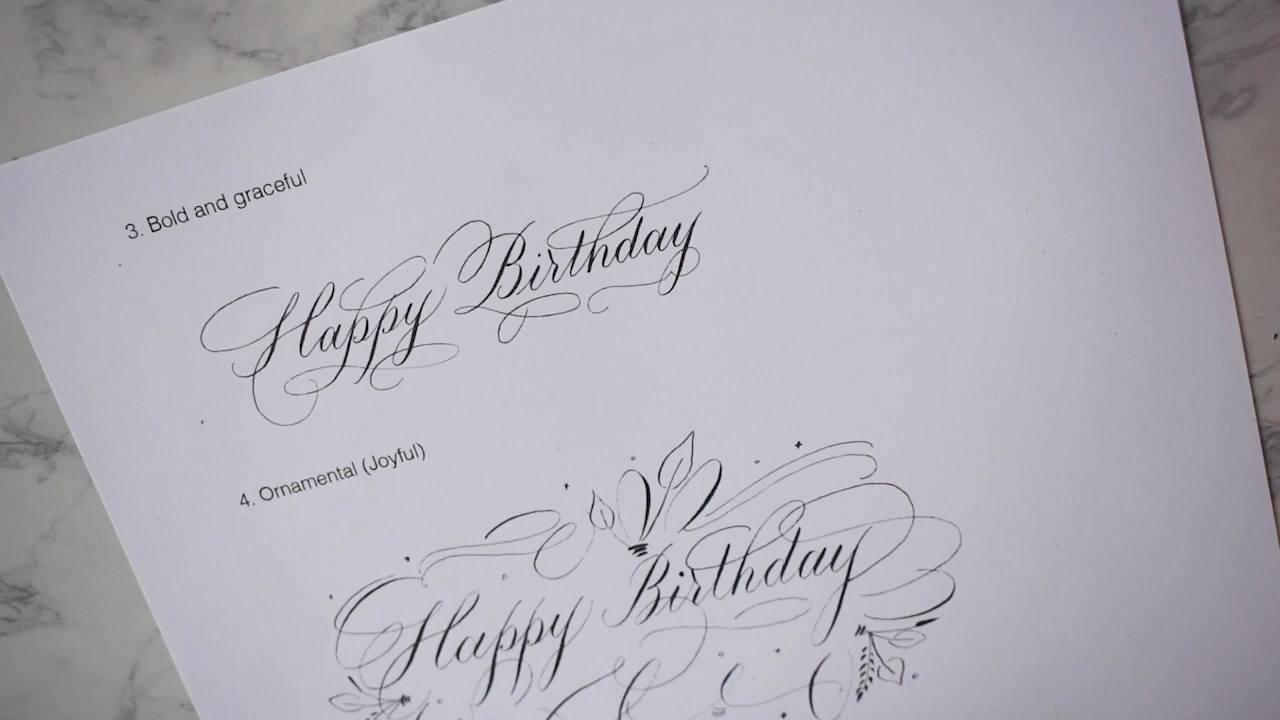 3. Bold and graceful
Happy Birthday
4. Ornamental (Joyful)
Happy Birthday